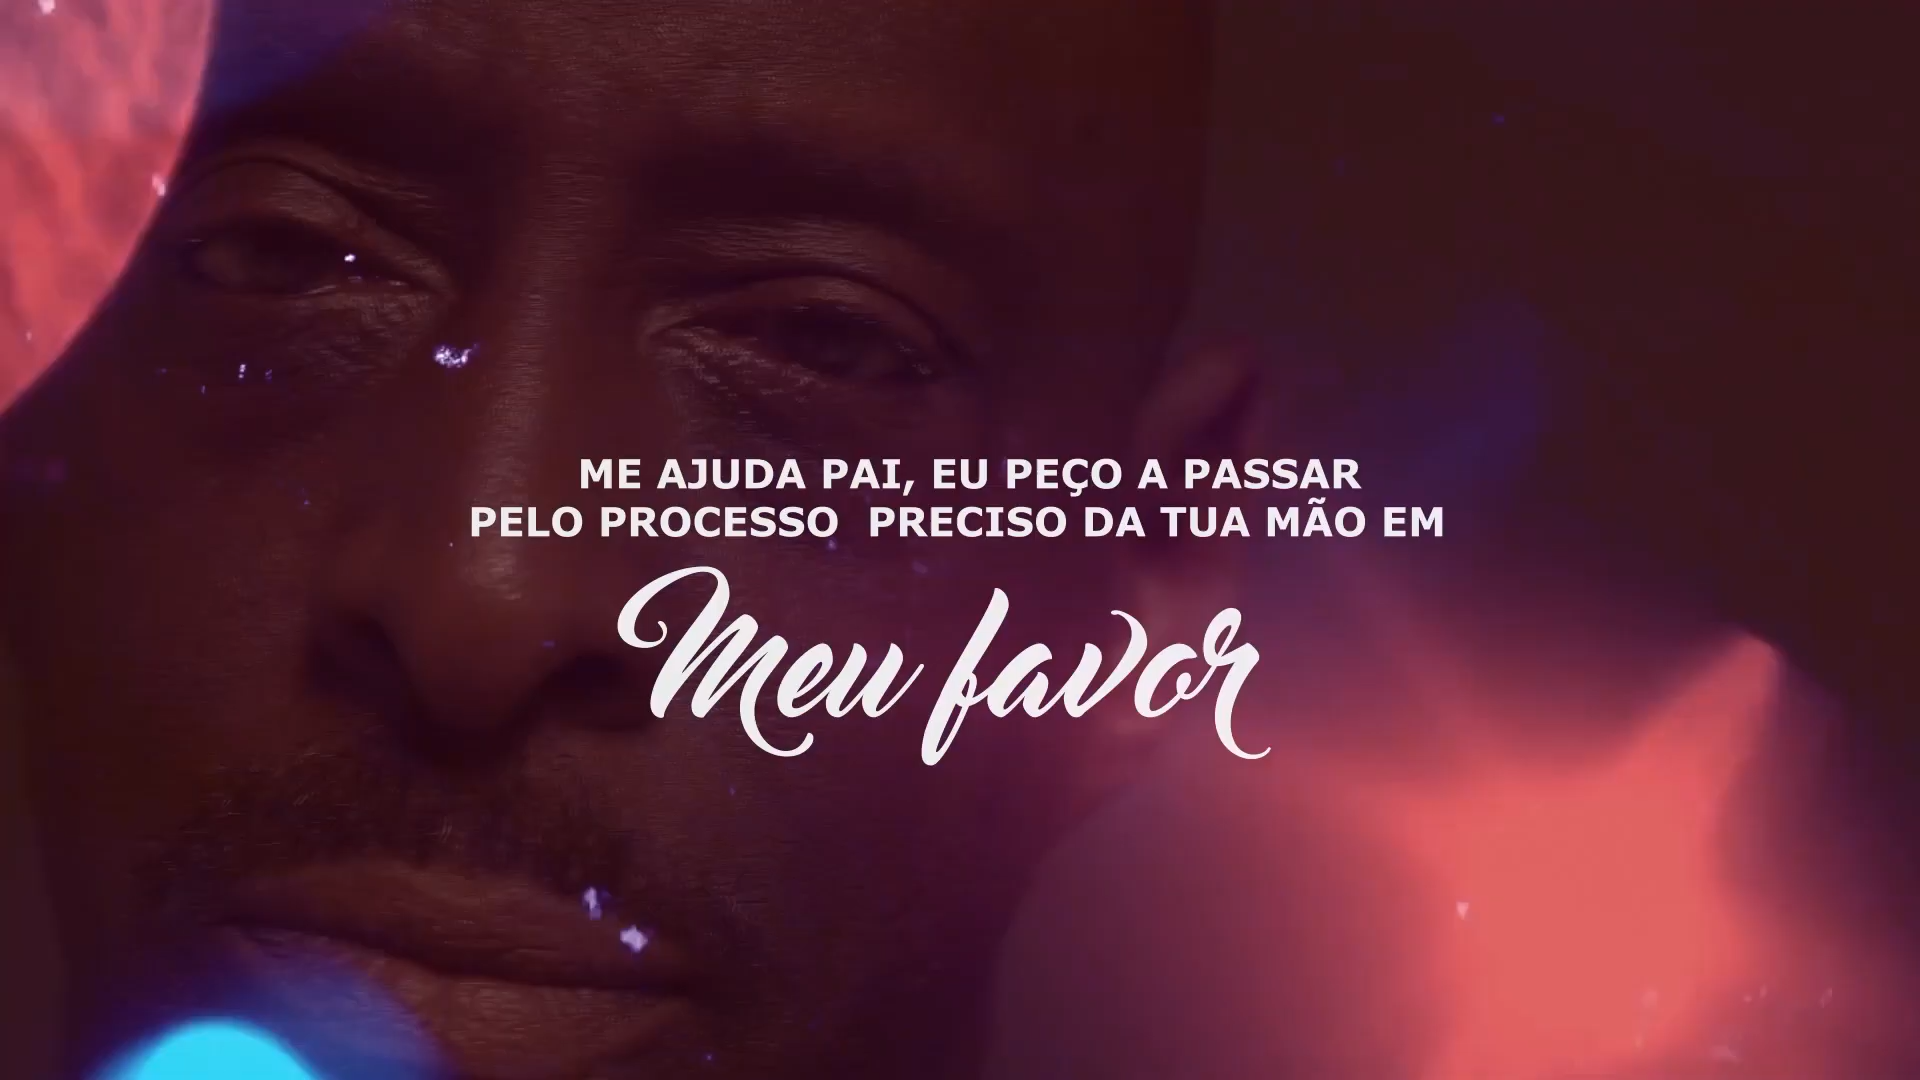 ME AJUDA PAI, EU PEÇO A PASSAR
PELO PROCESSO  PRECISO DA TUA MÃO EM
Meu favor